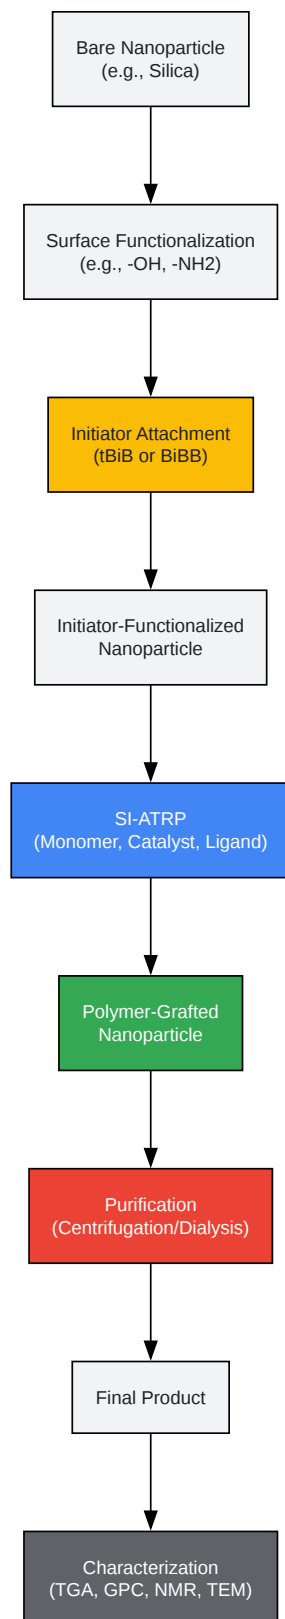 Bare Nanoparticle
(e.g., Silica)
Surface Functionalization
(e.g., -OH, -NH2)
Initiator Attachment
(tBiB or BiBB)
Initiator-Functionalized
Nanoparticle
SI-ATRP
(Monomer, Catalyst, Ligand)
Polymer-Grafted
Nanoparticle
Purification
(Centrifugation/Dialysis)
Final Product
Characterization
(TGA, GPC, NMR, TEM)